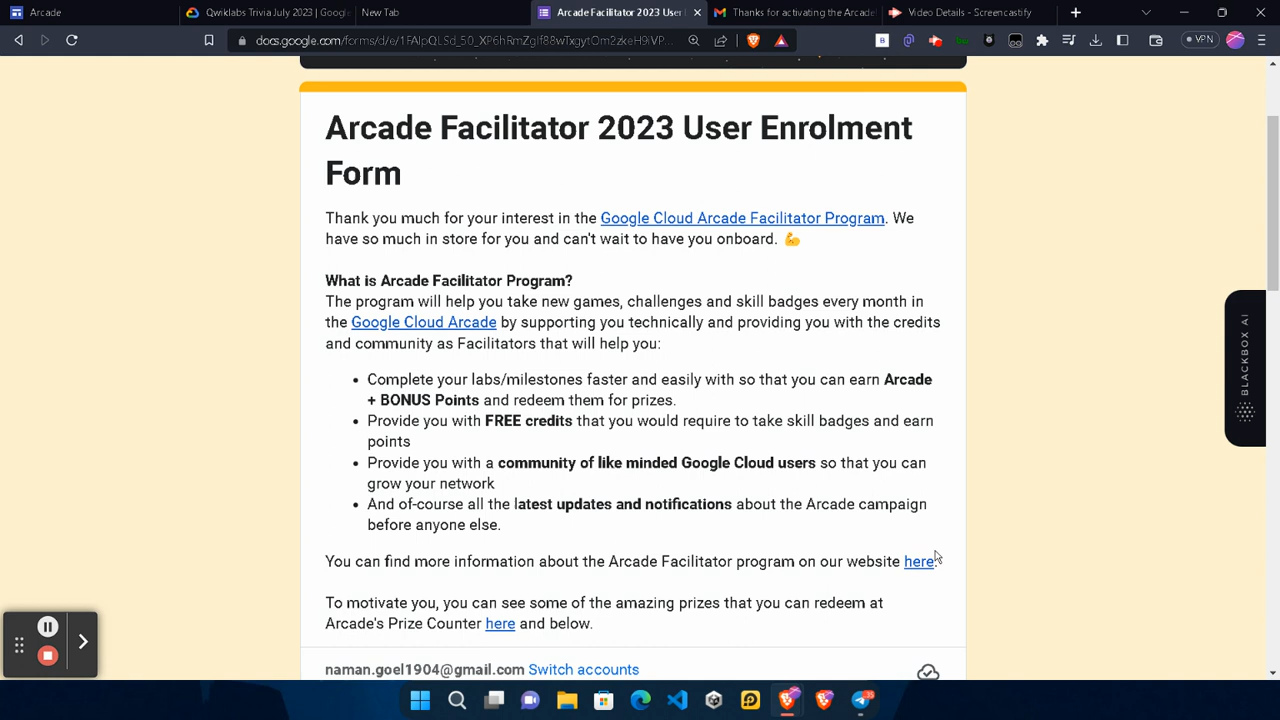 Arcade
Qwiklabs Trivia July 2023 | Google
New Tab
Arcade Facilitator 2023 User
Thanks for activating the Arcade
Video Details - Screencastify
docs.google.com/forms/d/e/1FAIpQLSd_50_XP6hRmZgIf88wTxgytOm2zkeH9iVP...
VPN
Arcade Facilitator 2023 User Enrolment
Form
Thank you much for your interest in the Google Cloud Arcade Facilitator Program. We
have so much in store for you and can't wait to have you onboard. 💪
What is Arcade Facilitator Program?
The program will help you take new games, challenges and skill badges every month in
the Google Cloud Arcade by supporting you technically and providing you with the credits
and community as Facilitators that will help you:
• Complete your labs/milestones faster and easily with so that you can earn Arcade
+ BONUS Points and redeem them for prizes.
• Provide you with FREE credits that you would require to take skill badges and earn
points
• Provide you with a community of like minded Google Cloud users so that you can
grow your network
• And of-course all the latest updates and notifications about the Arcade campaign
before anyone else.
You can find more information about the Arcade Facilitator program on our website here.
To motivate you, you can see some of the amazing prizes that you can redeem at
Arcade's Prize Counter here and below.
naman.goel1904@gmail.com Switch accounts
BLACKBOX AI